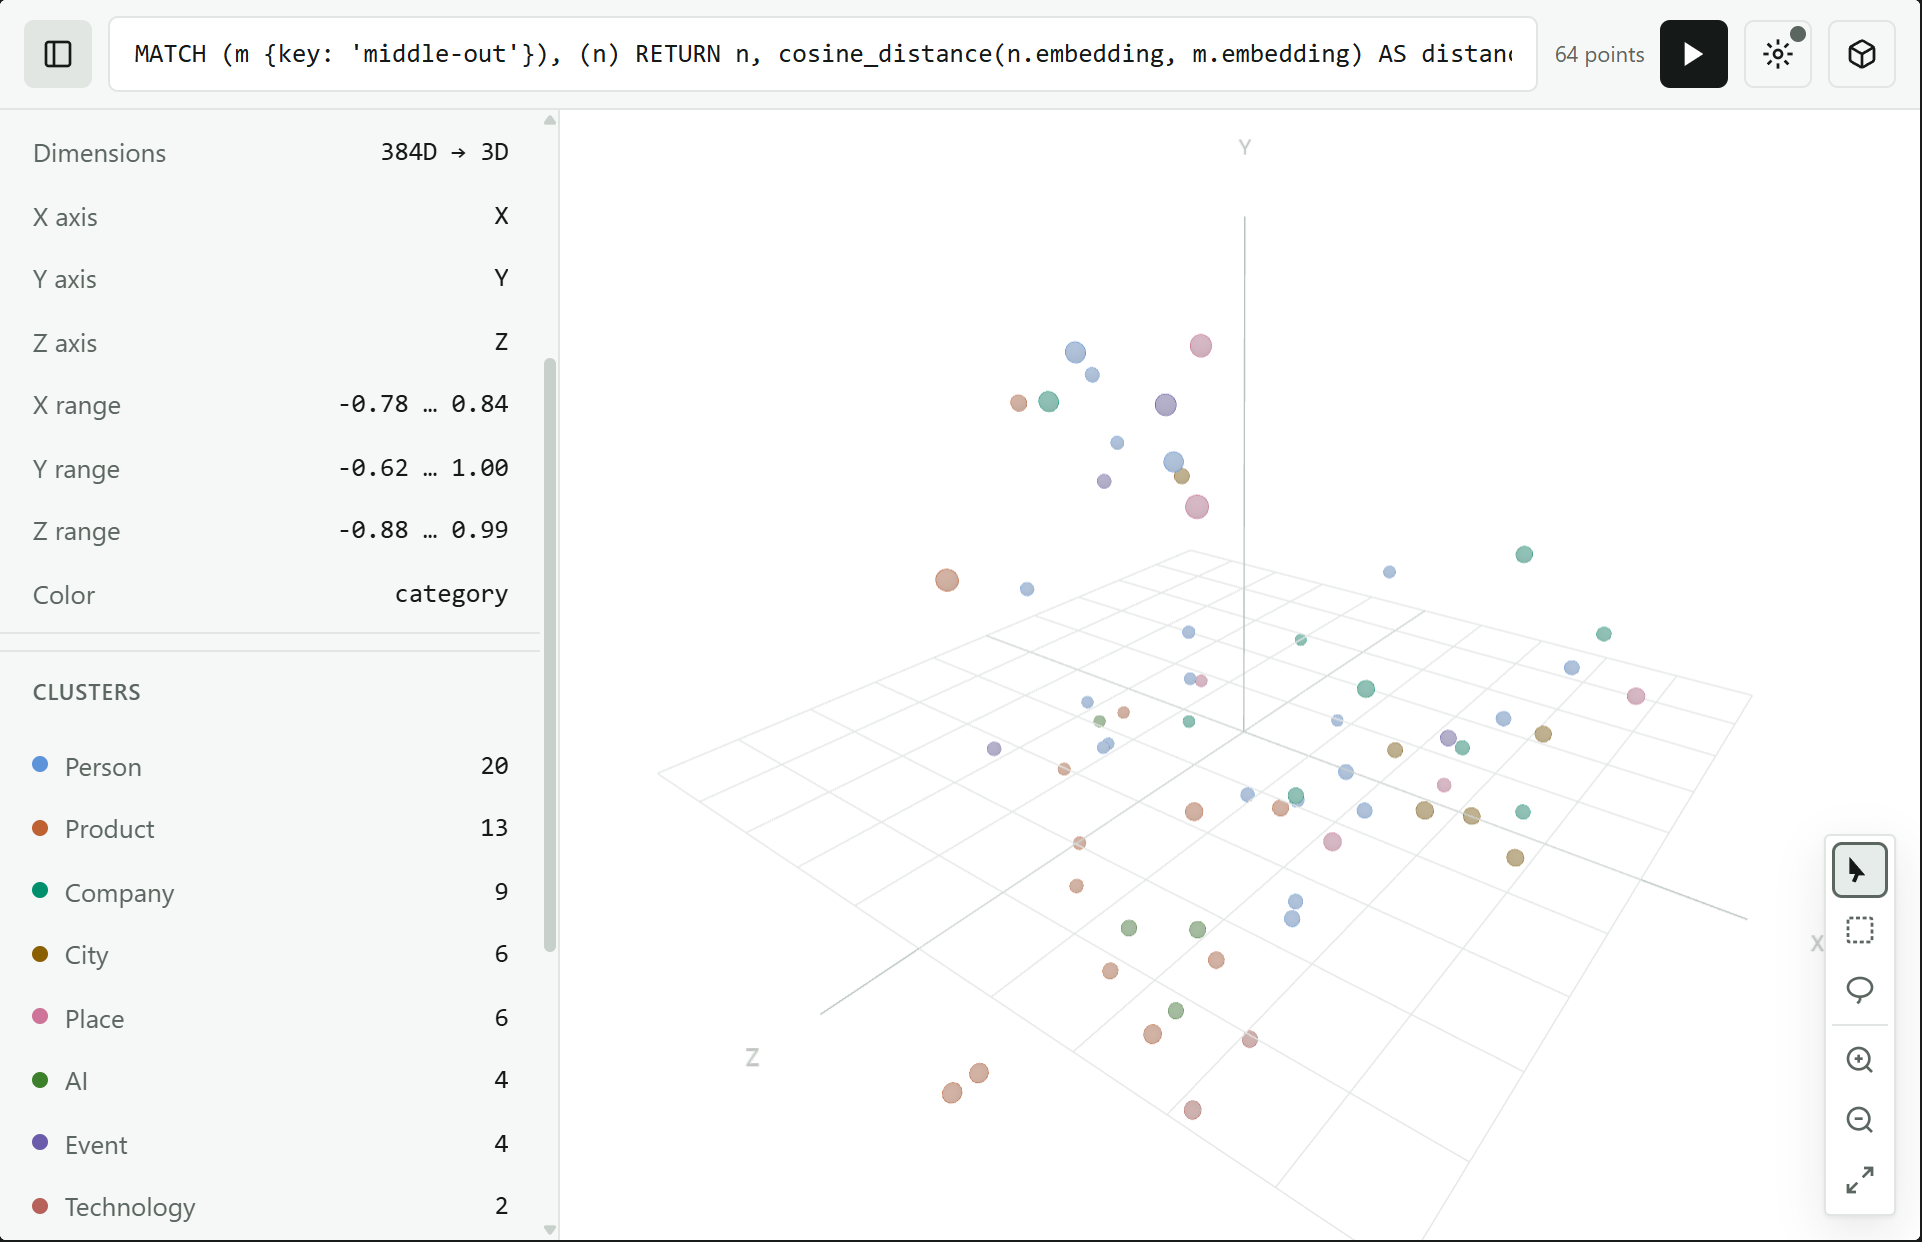 MATCH (m {key: 'middle-out'}), (n) RETURN n, cosine_distance(n.embedding, m.embedding) AS distanc
64 points
Dimensions 384D → 3D
X axis X
Y axis Y
Z axis Z
X range -0.78 … 0.84
Y range -0.62 … 1.00
Z range -0.88 … 0.99
Color category
CLUSTERS
Person 20
Product 13
Company 9
City 6
Place 6
AI 4
Event 4
Technology 2
Y
X
Z